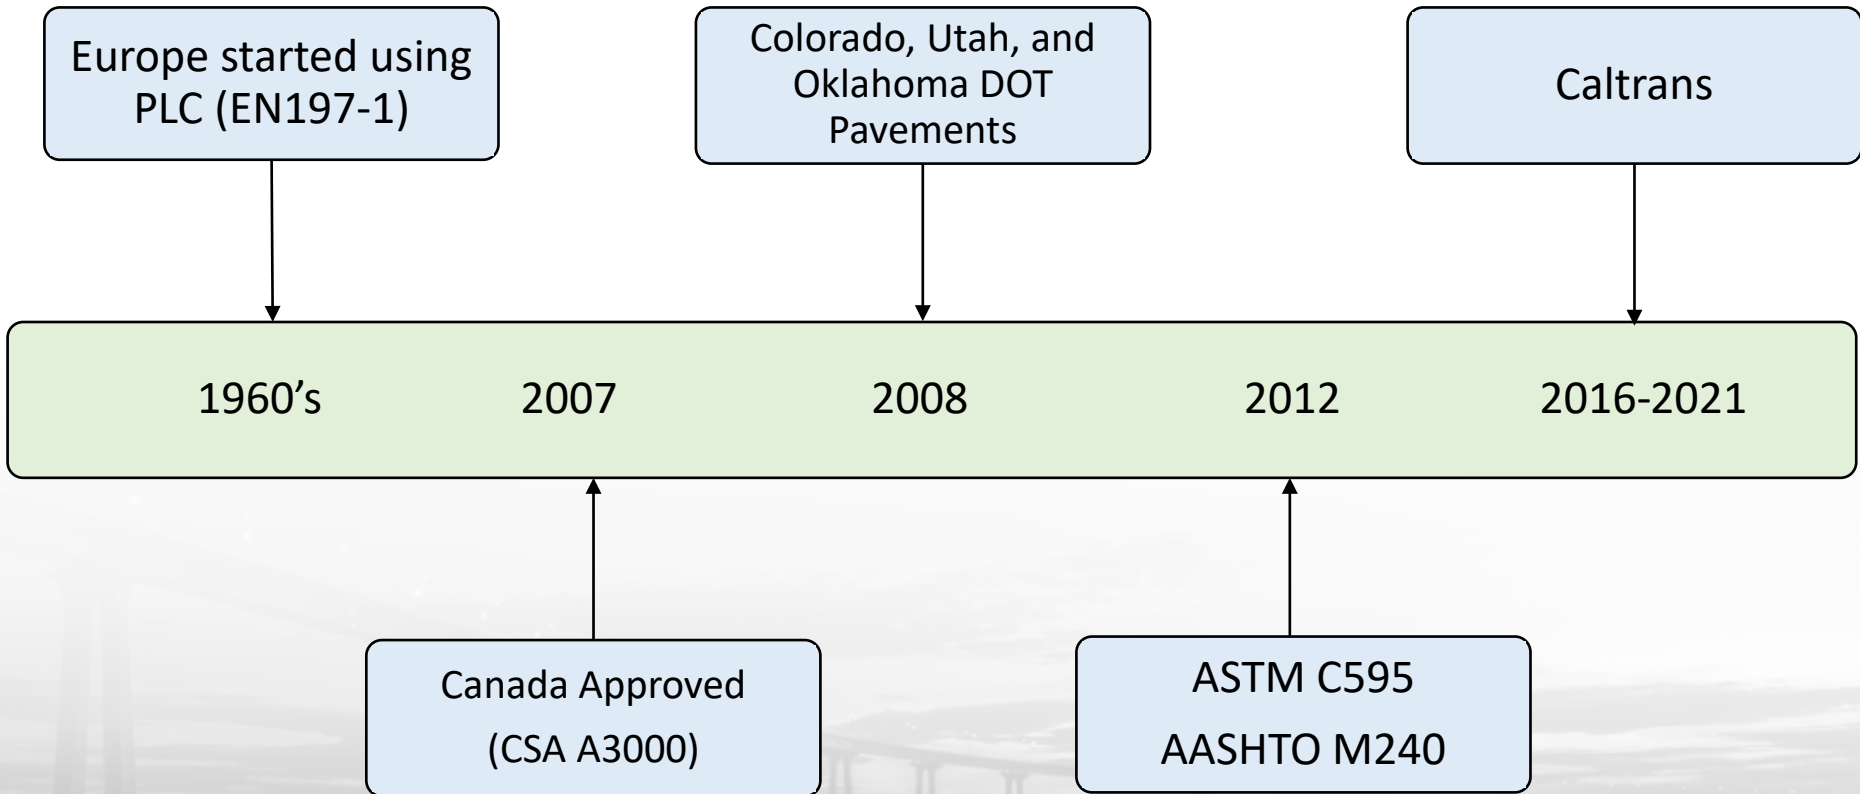 Europe started using
PLC (EN197-1)
Colorado, Utah, and
Oklahoma DOT
Pavements
Caltrans
1960’s
2007
2008
2012
2016-2021
Canada Approved
(CSA A3000)
ASTM C595
AASHTO M240